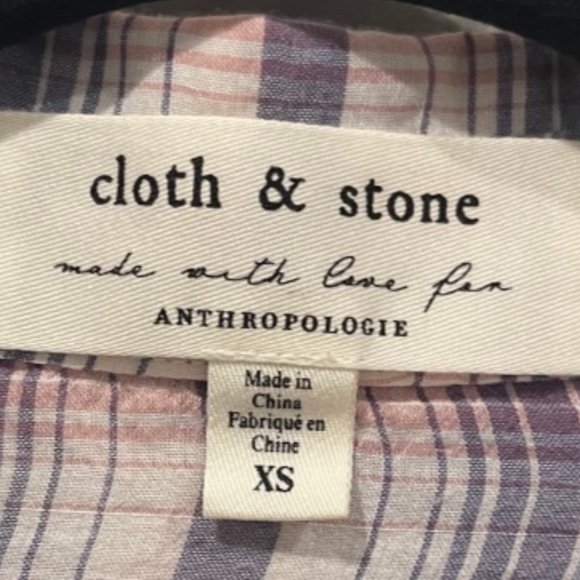 cloth & stone
made with love for
ANTHROPOLOGIE
Made in
China
Fabriqué en
Chine
XS